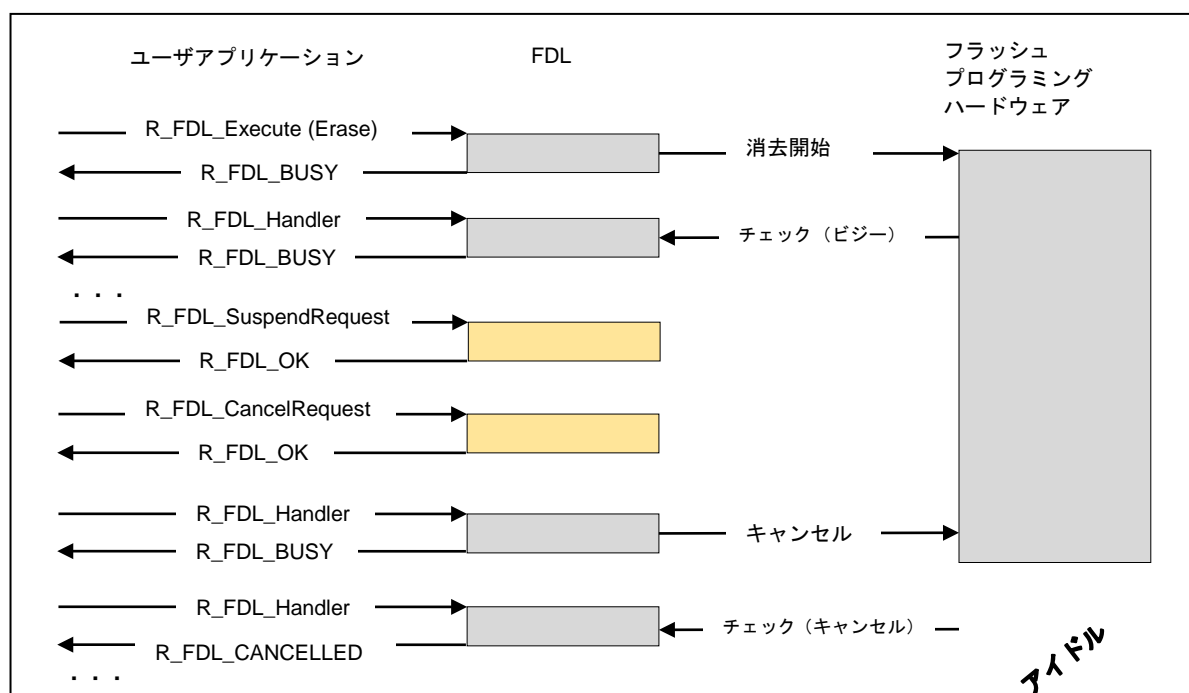 ユーザアプリケーション
FDL
フラッシュ
プログラミング
ハードウェア
R_FDL_Execute (Erase)
消去開始
R_FDL_BUSY
R_FDL_Handler
チェック（ビジー）
R_FDL_BUSY
. . .
R_FDL_SuspendRequest
R_FDL_OK
R_FDL_CancelRequest
R_FDL_OK
R_FDL_Handler
キャンセル
R_FDL_BUSY
R_FDL_Handler
チェック（キャンセル）
R_FDL_CANCELLED
アイドル
. . .